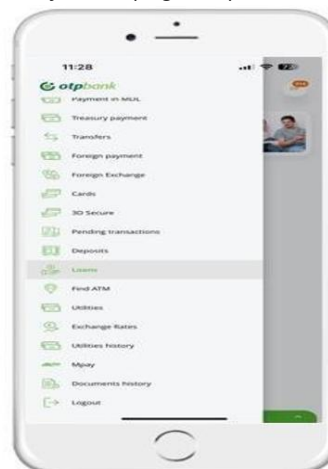 11:28
otpbank
Payment in MDL
Treasury payment
Transfers
Foreign payment
Foreign Exchange
Cards
3D Secure
Pending transactions
Deposits
Loans
Find ATM
Utilities
Exchange Rates
Utilities history
Mpay
Documents history
Logout